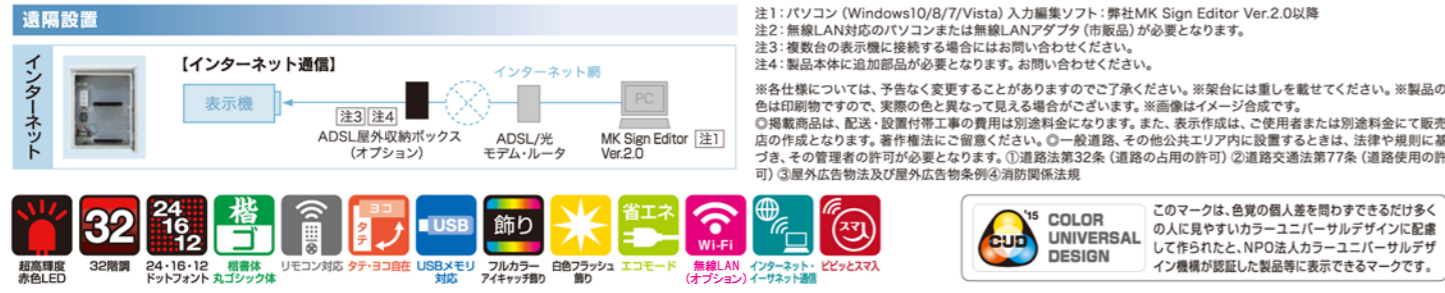 遠隔設置
インターネット
【インターネット通信】
表示機
注3 注4
ADSL屋外収納ボックス
(オプション)
インターネット網
ADSL/光
モデム・ルータ
PC
MK Sign Editor 注1
Ver.2.0
注1:パソコン(Windows10/8/7/Vista)入力編集ソフト:弊社MK Sign Editor Ver.2.0以降
注2:無線LAN対応のパソコンまたは無線LANアダプタ(市販品)が必要となります。
注3:複数台の表示機に接続する場合にはお問い合わせください。
注4:製品本体に追加部品が必要となります。お問い合わせください。
※各仕様については、予告なく変更することがありますのでご了承ください。※架台には重しを載せてください。※製品の
色は印刷物ですので、実際の色と異なって見える場合がございます。※画像はイメージ合成です。
◎掲載商品は、配送・設置付帯工事の費用は別途料金になります。また、表示作成は、ご使用者または別途料金にて販売
店の作成となります。著作権法にご留意ください。◎一般道路、その他公共エリア内に設置するときは、法律や規則に基
づき、その管理者の許可が必要となります。①道路法第32条(道路の占用の許可)②道路交通法第77条(道路使用の許
可)③屋外広告物法及び屋外広告物条例④消防関係法規
超高輝度
赤色LED
32
32階調
24
16
12
24・16・12
ドットフォント
楷
ゴ
楷書体
丸ゴシック体
リモコン対応
ヨコ
タテ
タテ・ヨコ自在
USB
USBメモリ
対応
飾り
フルカラー
アイキャッチ飾り
白色フラッシュ
飾り
省エネ
エコモード
Wi-Fi
無線LAN
(オプション)
インターネット・
イーサネット通信
スマ入
ピピッとスマ入
CUD
'15
COLOR
UNIVERSAL
DESIGN
このマークは、色覚の個人差を問わずできるだけ多く
の人に見やすいカラーユニバーサルデザインに配慮
して作られたと、NPO法人カラーユニバーサルデザ
イン機構が認証した製品等に表示できるマークです。